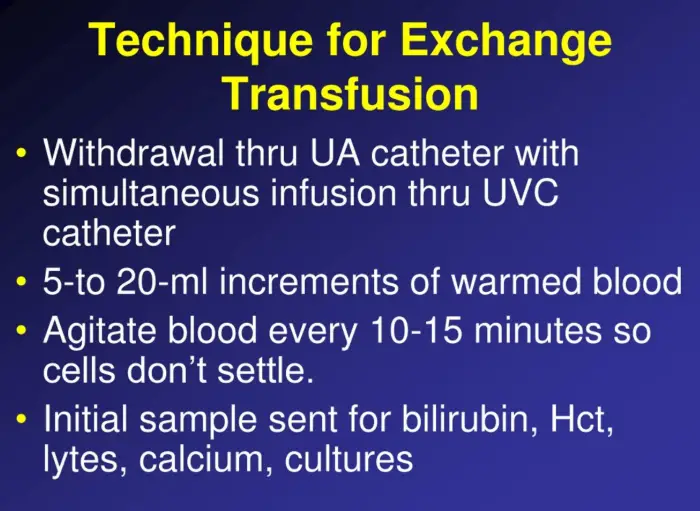 Technique for Exchange
Transfusion
• Withdrawal thru UA catheter with
simultaneous infusion thru UVC
catheter
• 5-to 20-ml increments of warmed blood
• Agitate blood every 10-15 minutes so
cells don't settle.
• Initial sample sent for bilirubin, Hct,
lytes, calcium, cultures